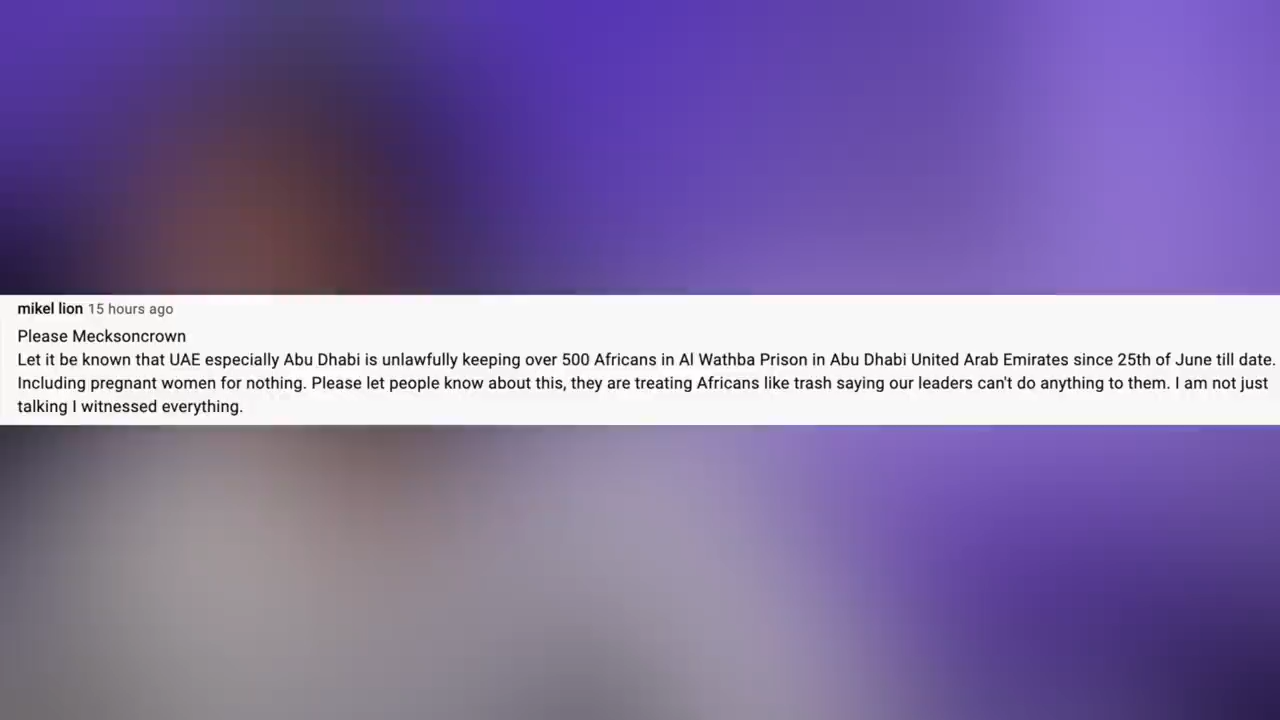 mikel lion 15 hours ago
Please Mecksoncrown
Let it be known that UAE especially Abu Dhabi is unlawfully keeping over 500 Africans in Al Wathba Prison in Abu Dhabi United Arab Emirates since 25th of June till date.
Including pregnant women for nothing. Please let people know about this, they are treating Africans like trash saying our leaders can't do anything to them. I am not just
talking I witnessed everything.